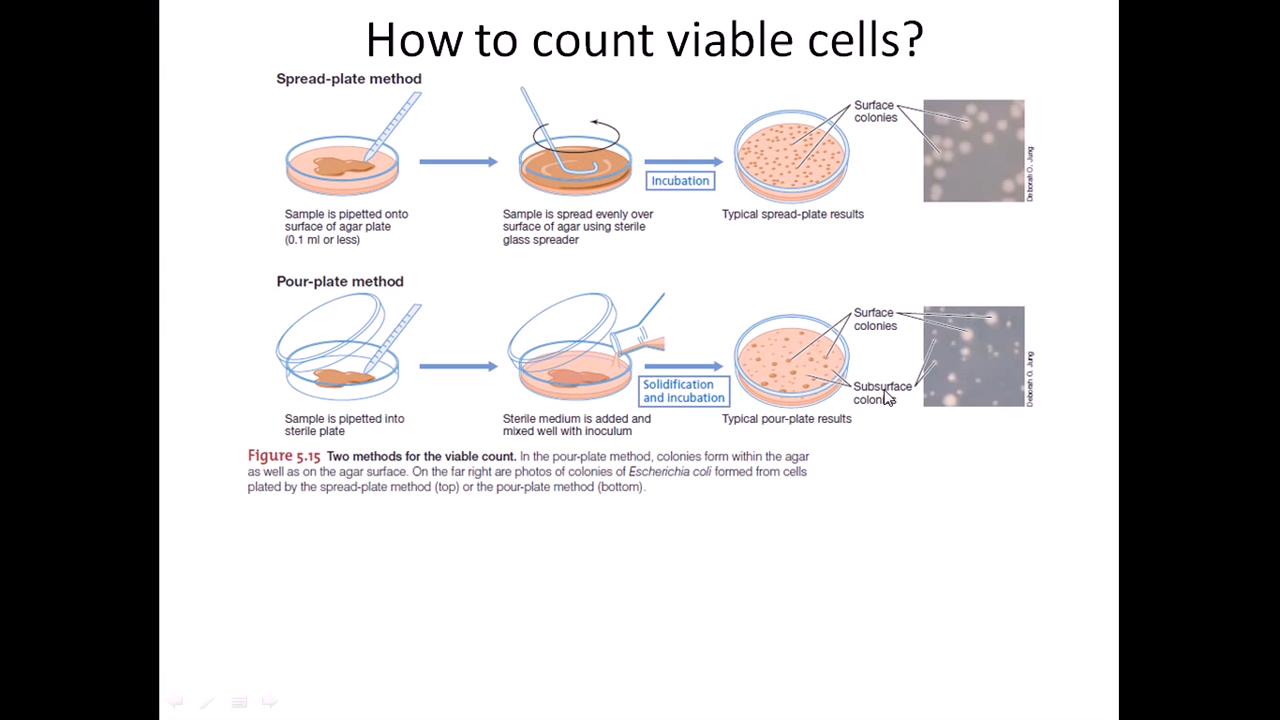 How to count viable cells?
Spread-plate method
Surface
colonies
Deborah O. Jung
Incubation
Sample is pipetted onto
surface of agar plate
(0.1 ml or less)
Sample is spread evenly over
surface of agar using sterile
glass spreader
Typical spread-plate results
Pour-plate method
Surface
colonies
Deborah O. Jung
Solidification
and incubation
Subsurface
colonies
Sample is pipetted into
sterile plate
Sterile medium is added and
mixed well with inoculum
Typical pour-plate results
Figure 5.15 Two methods for the viable count. In the pour-plate method, colonies form within the agar
as well as on the agar surface. On the far right are photos of colonies of Escherichia coli formed from cells
plated by the spread-plate method (top) or the pour-plate method (bottom).